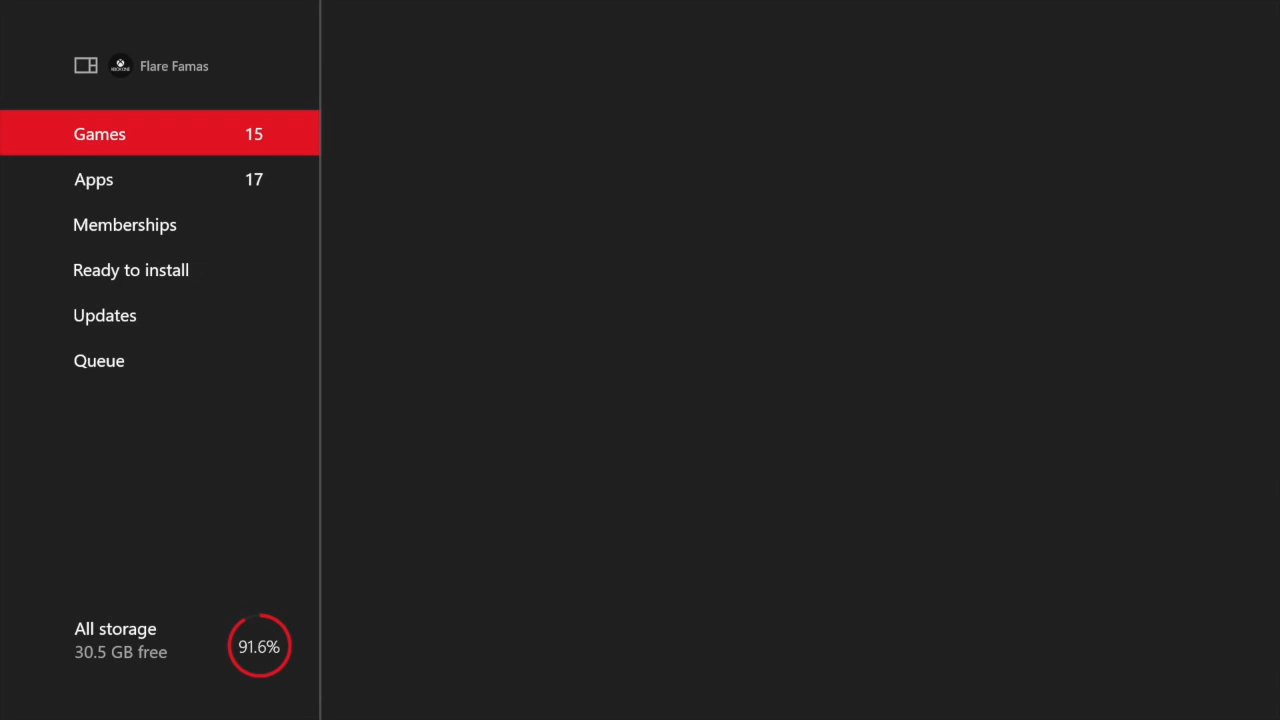 Flare Famas
Games 15
Apps 17
Memberships
Ready to install
Updates
Queue
All storage
30.5 GB free
91.6%